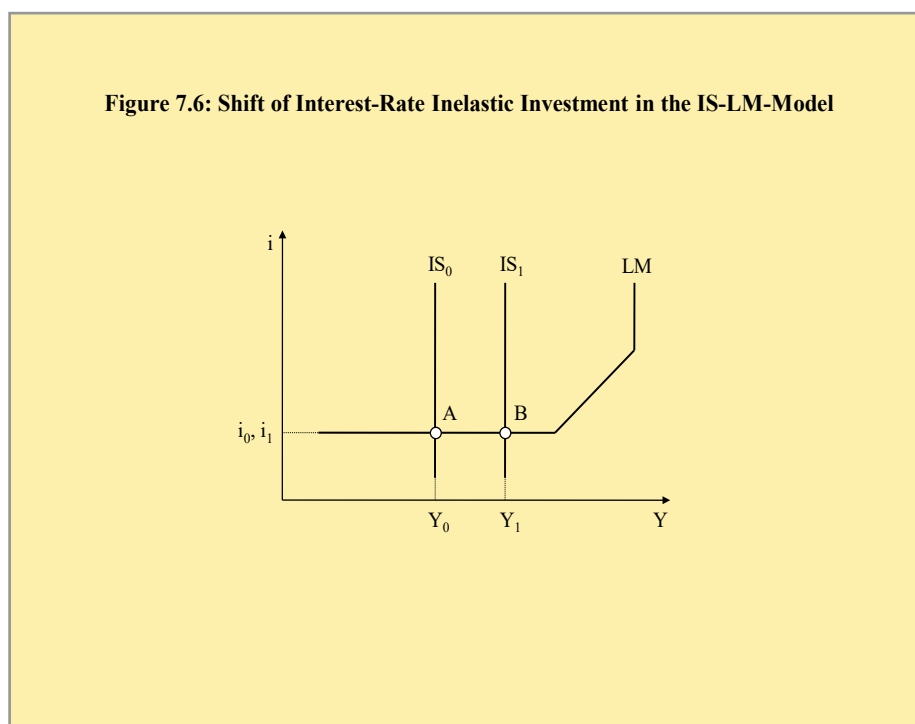 Figure 7.6: Shift of Interest-Rate Inelastic Investment in the IS-LM-Model
i
IS₀ IS₁ LM
A B
i₀, i₁
Y₀ Y₁ Y